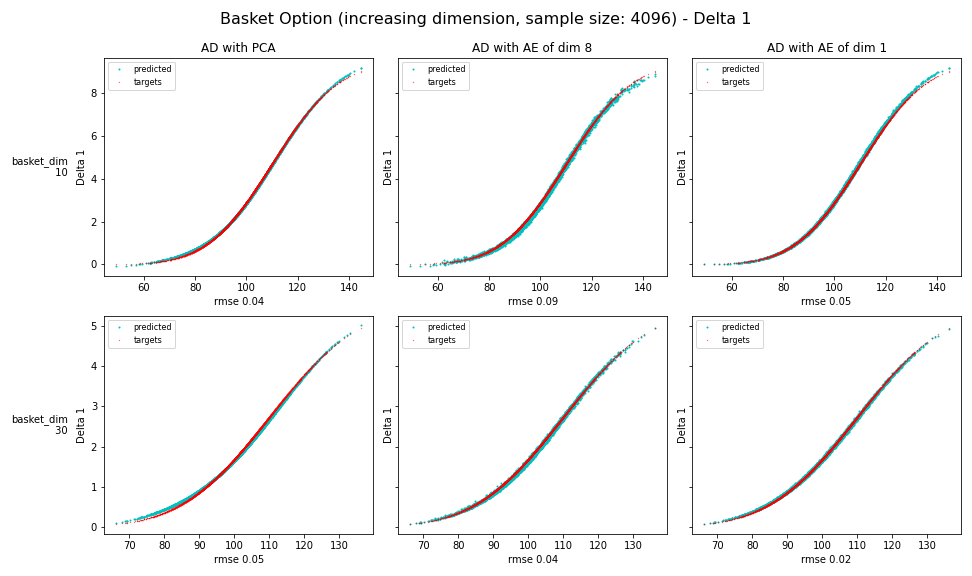 Basket Option (increasing dimension, sample size: 4096) - Delta 1
AD with PCA
AD with AE of dim 8
AD with AE of dim 1
predicted
targets
predicted
targets
predicted
targets
8
6
4
2
0
basket_dim
10
Delta 1
Delta 1
Delta 1
60 80 100 120 140
60 80 100 120 140
60 80 100 120 140
rmse 0.04
rmse 0.09
rmse 0.05
predicted
targets
predicted
targets
predicted
targets
5
4
3
2
1
0
basket_dim
30
Delta 1
Delta 1
Delta 1
70 80 90 100 110 120 130
70 80 90 100 110 120 130
70 80 90 100 110 120 130
rmse 0.05
rmse 0.04
rmse 0.02